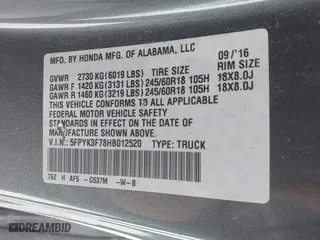 MFD. BY HONDA MFG. OF ALABAMA, LLC 09/'16
GVWR 2730 KG(6019 LBS) TIRE SIZE RIM SIZE
GAWR F 1420 KG(3131 LBS) 245/60R18 105H 18X8.0J
GAWR R 1460 KG(3219 LBS) 245/60R18 105H 18X8.0J
THIS VEHICLE CONFORMS TO ALL APPLICABLE
FEDERAL MOTOR VEHICLE SAFETY
STANDARDS IN EFFECT ON THE DATE OF
MANUFACTURE SHOWN ABOVE.
V.I.N.: 5FPYK3F78HB012520 TYPE: TRUCK
T6Z H AF5 - G537M -W-B
DREAMBID